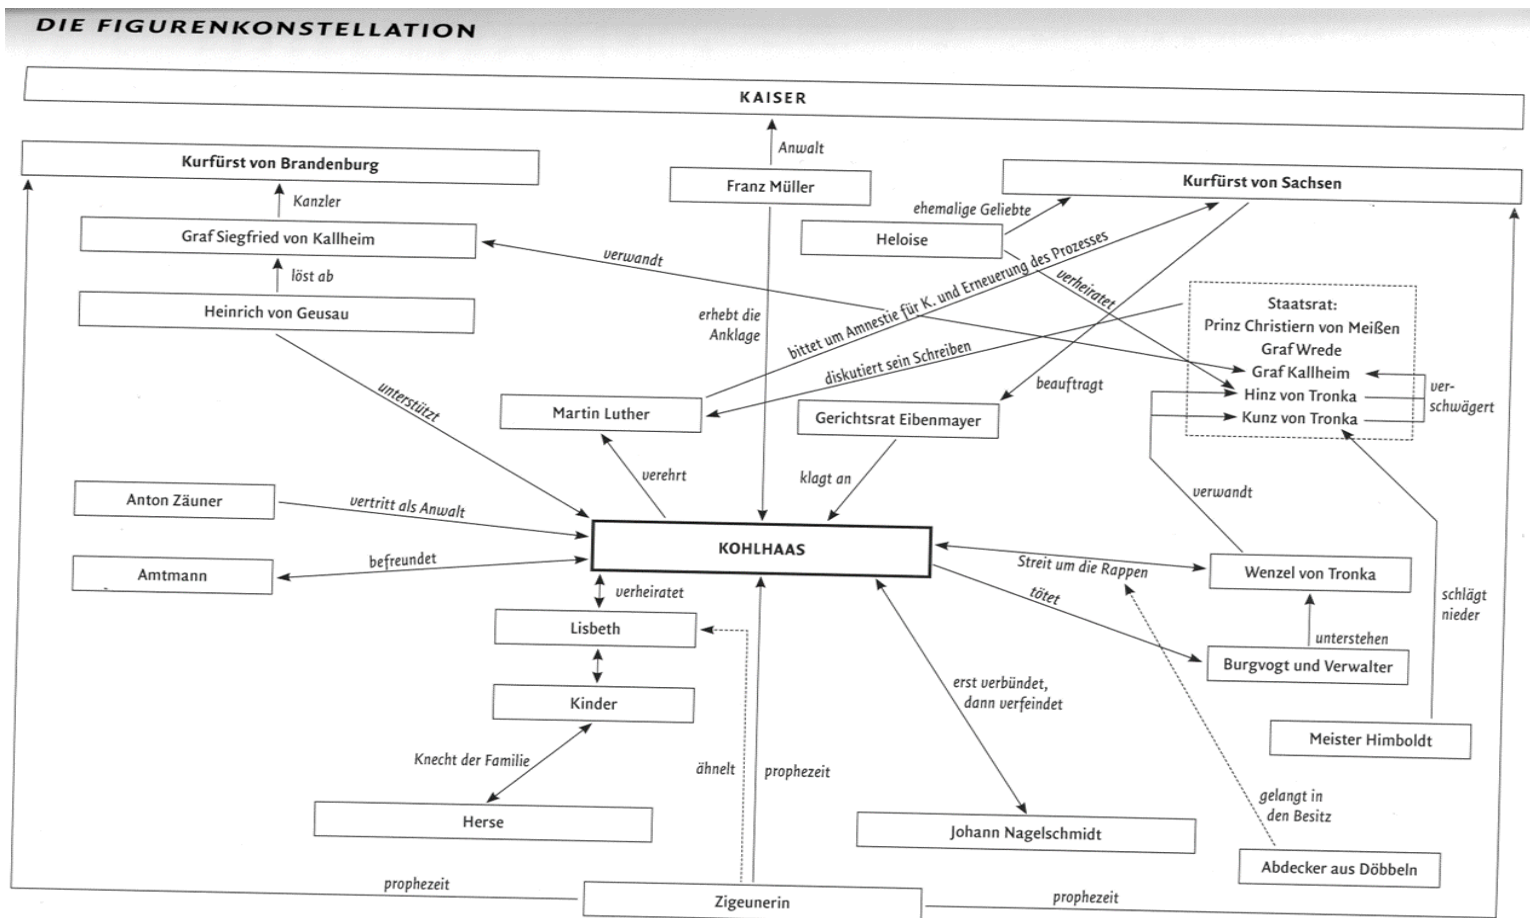 DIE FIGURENKONSTELLATION
KAISER
Anwalt
Kurfürst von Brandenburg
Franz Müller
Kurfürst von Sachsen
Kanzler
ehemalige Geliebte
Graf Siegfried von Kallheim
Heloise
verwandt
löst ab
verheiratet
Heinrich von Geusau
erhebt die
Anklage
bittet um Amnestie für K. und Erneuerung des Prozesses
diskutiert sein Schreiben
Staatsrat:
Prinz Christiern von Meißen
Graf Wrede
Graf Kallheim
Hinz von Tronka
Kunz von Tronka
ver-
schwägert
beauftragt
unterstützt
Martin Luther
Gerichtsrat Eibenmayer
verehrt
klagt an
verwandt
Anton Zäuner
vertritt als Anwalt
KOHLHAAS
Amtmann
befreundet
Streit um die Rappen
Wenzel von Tronka
verheiratet
tötet
schlägt
nieder
Lisbeth
unterstehen
Burgvogt und Verwalter
Kinder
erst verbündet,
dann verfeindet
Meister Himboldt
Knecht der Familie
ähnelt
prophezeit
gelangt in
den Besitz
Herse
Johann Nagelschmidt
Abdecker aus Döbbeln
prophezeit
Zigeunerin
prophezeit